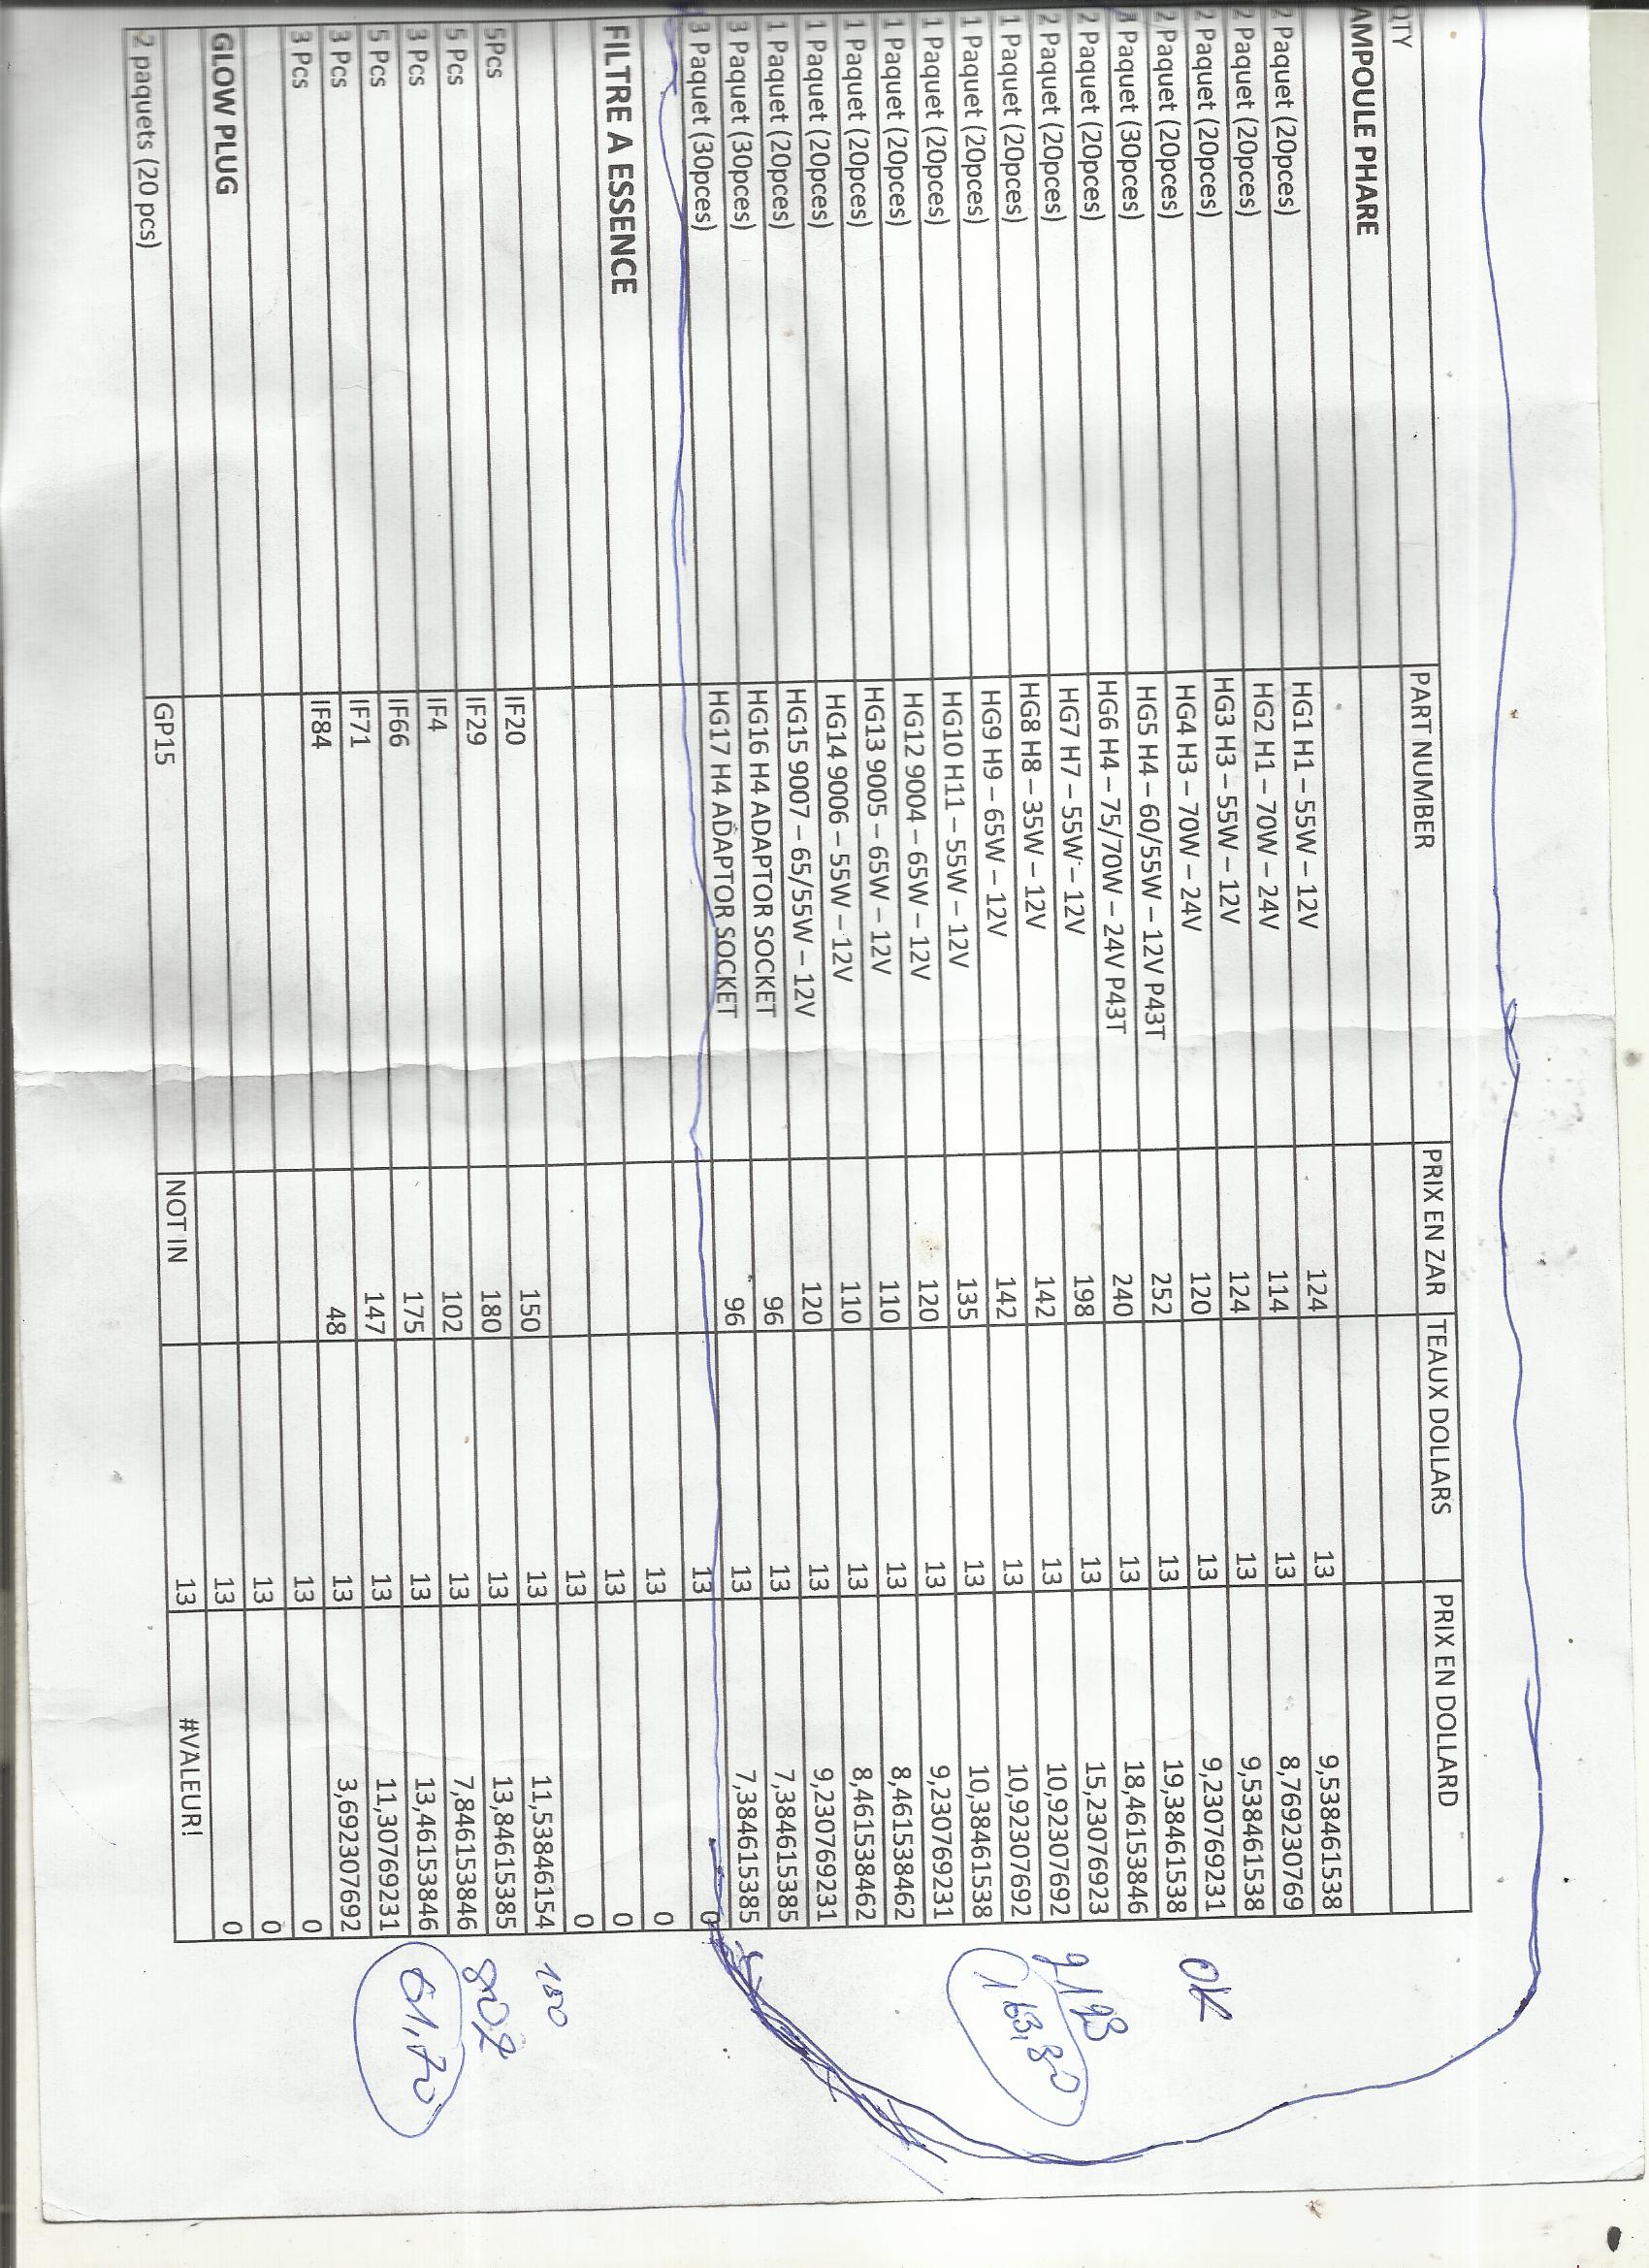 QTY PART NUMBER PRIX EN ZAR TEAUX DOLLARS PRIX EN DOLLARD
AMPOULE PHARE
2 Paquet (20pces) HG1 H1 – 55W – 12V 124 13 9,538461538
2 Paquet (20pces) HG2 H1 – 70W – 24V 114 13 8,769230769
2 Paquet (20pces) HG3 H3 – 55W – 12V 124 13 9,538461538
2 Paquet (20pces) HG4 H3 – 70W – 24V 120 13 9,230769231
3 Paquet (30pces) HG5 H4 – 60/55W – 12V P43T 252 13 19,38461538
OK
2 Paquet (20pces) HG6 H4 – 75/70W – 24V P43T 240 13 18,46153846
2 Paquet (20pces) HG7 H7 – 55W – 12V 198 13 15,23076923
1 Paquet (20pces) HG8 H8 – 35W – 12V 142 13 10,92307692
1 Paquet (20pces) HG9 H9 – 65W – 12V 142 13 10,92307692
163,80
1 Paquet (20pces) HG10 H11 – 55W – 12V 135 13 10,38461538
1 Paquet (20pces) HG12 9004 – 65W – 12V 120 13 9,230769231
1 Paquet (20pces) HG13 9005 – 65W – 12V 110 13 8,461538462
1 Paquet (20pces) HG14 9006 – 55W – 12V 110 13 8,461538462
1 Paquet (20pces) HG15 9007 – 65/55W – 12V 120 13 9,230769231
3 Paquet (30pces) HG16 H4 ADAPTOR SOCKET 96 13 7,384615385
3 Paquet (30pces) HG17 H4 ADAPTOR SOCKET 96 13 7,384615385
13 0
FILTRE A ESSENCE 13 0
13 0
13 0
5Pcs IF20 150 13 11,53846154
5 Pcs IF29 180 13 13,84615385
802
3 Pcs IF4 102 13 7,846153846
5 Pcs IF66 175 13 13,46153846
61,70
3 Pcs IF71 147 13 11,30769231
3 Pcs IF84 48 13 3,692307692
13 0
GLOW PLUG 13 0
13 0
2 paquets (20 pcs) GP15 NOT IN 13 #VALEUR!